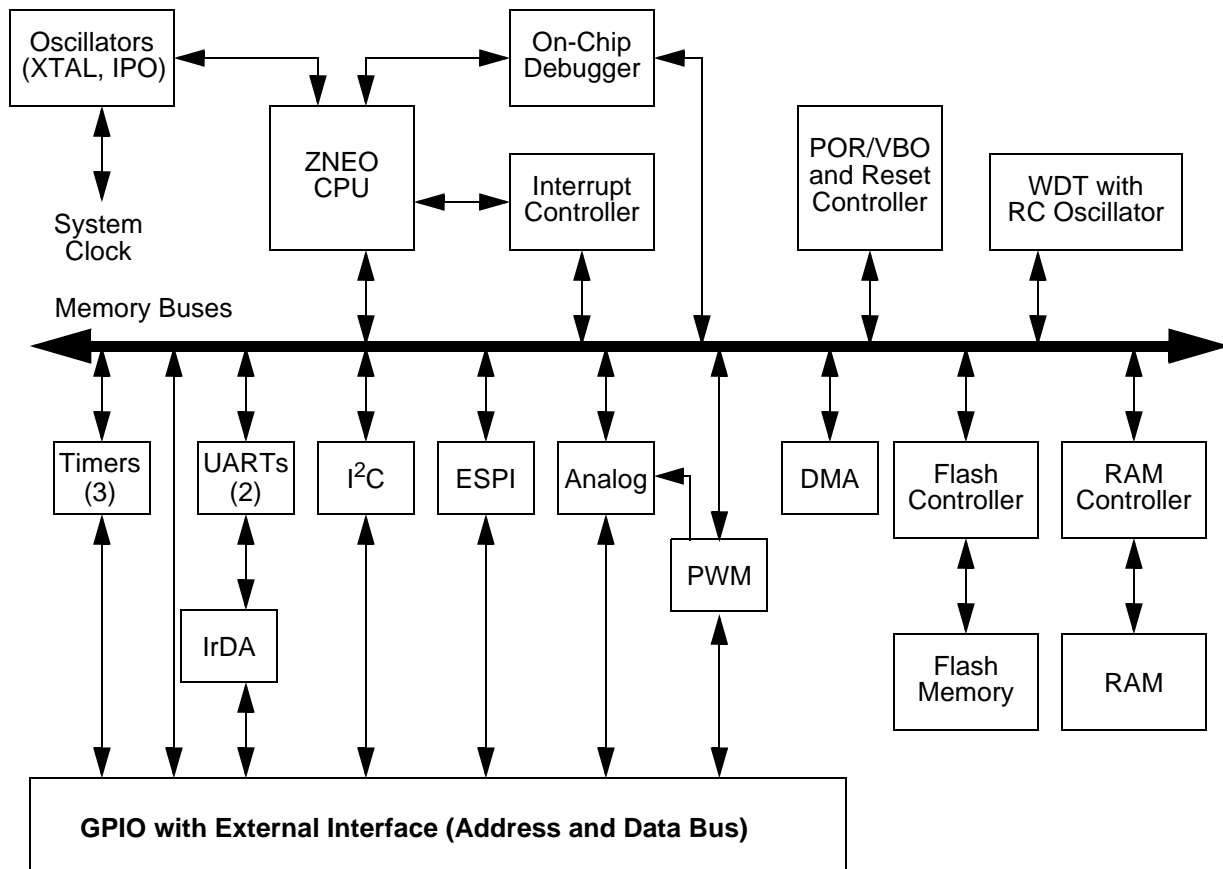 Oscillators
(XTAL, IPO)
On-Chip
Debugger
ZNEO
CPU
Interrupt
Controller
POR/VBO
and Reset
Controller
WDT with
RC Oscillator
System
Clock
Memory Buses
Timers
(3)
UARTs
(2)
I²C
ESPI
Analog
DMA
Flash
Controller
RAM
Controller
PWM
IrDA
Flash
Memory
RAM
GPIO with External Interface (Address and Data Bus)